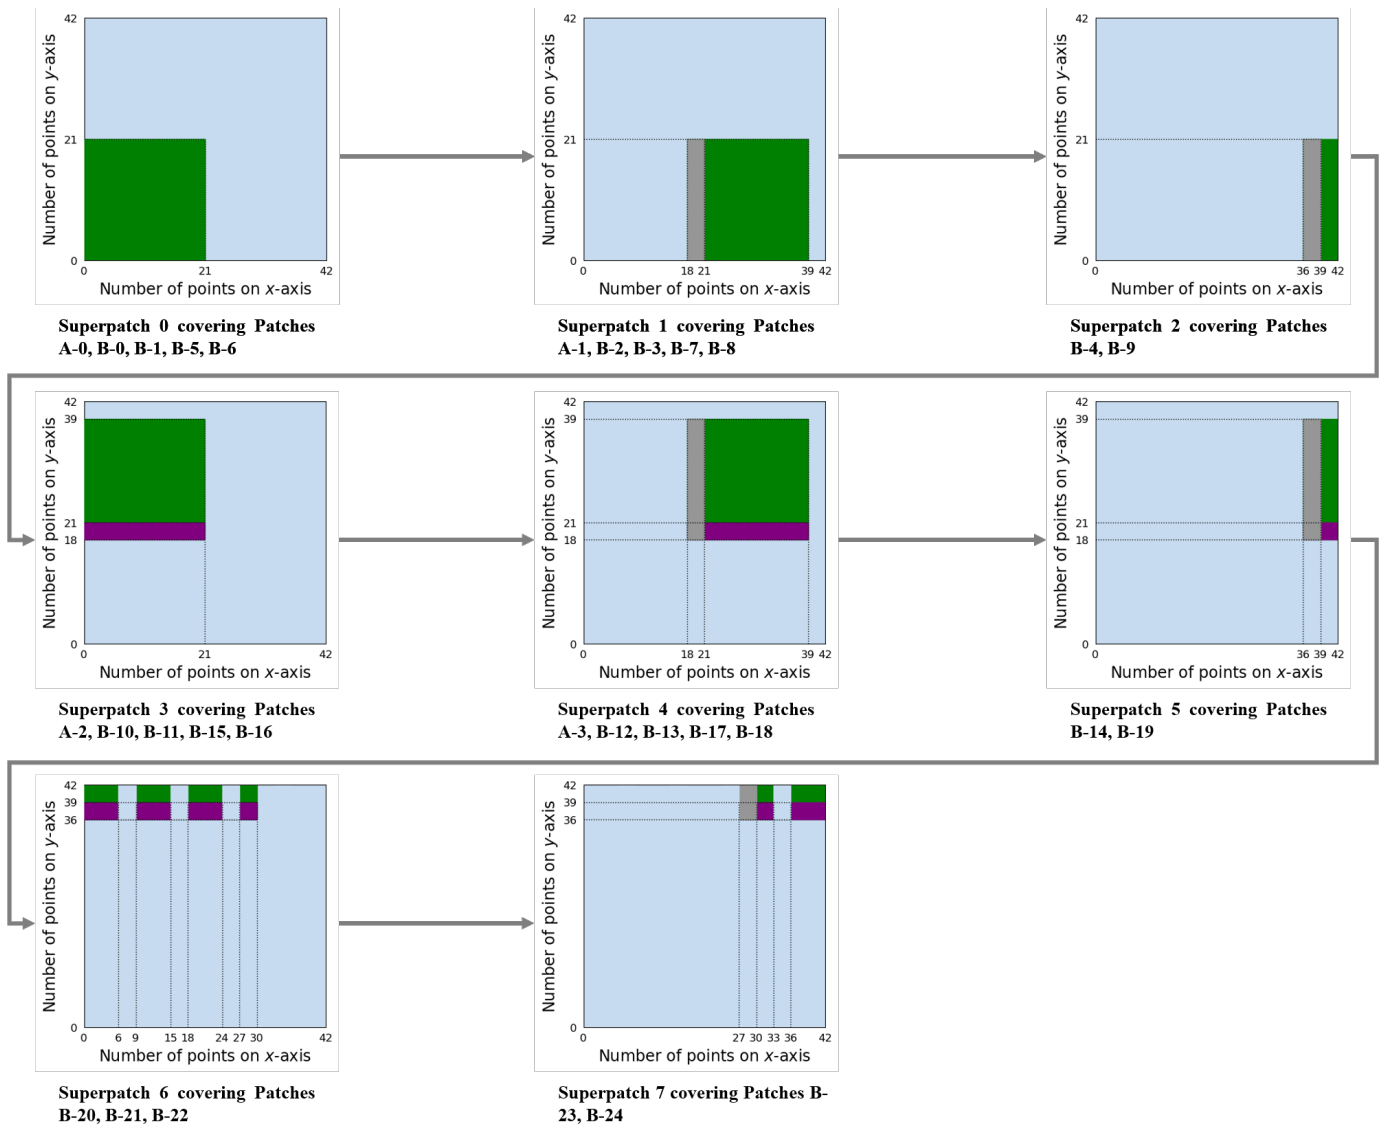 42
21
0
0 21 42
Number of points on y-axis
Number of points on x-axis
Superpatch 0 covering Patches
A-0, B-0, B-1, B-5, B-6
42
21
0
0 18 21 39 42
Number of points on y-axis
Number of points on x-axis
Superpatch 1 covering Patches
A-1, B-2, B-3, B-7, B-8
42
21
0
0 36 39 42
Number of points on y-axis
Number of points on x-axis
Superpatch 2 covering Patches
B-4, B-9
42
39
21
18
0
0 21 42
Number of points on y-axis
Number of points on x-axis
Superpatch 3 covering Patches
A-2, B-10, B-11, B-15, B-16
42
39
21
18
0
0 18 21 39 42
Number of points on y-axis
Number of points on x-axis
Superpatch 4 covering Patches
A-3, B-12, B-13, B-17, B-18
42
39
21
18
0
0 36 39 42
Number of points on y-axis
Number of points on x-axis
Superpatch 5 covering Patches
B-14, B-19
42
39
36
0
0 6 9 15 18 24 27 30 42
Number of points on y-axis
Number of points on x-axis
Superpatch 6 covering Patches
B-20, B-21, B-22
42
39
36
0
0 27 30 33 36 42
Number of points on y-axis
Number of points on x-axis
Superpatch 7 covering Patches B-
23, B-24